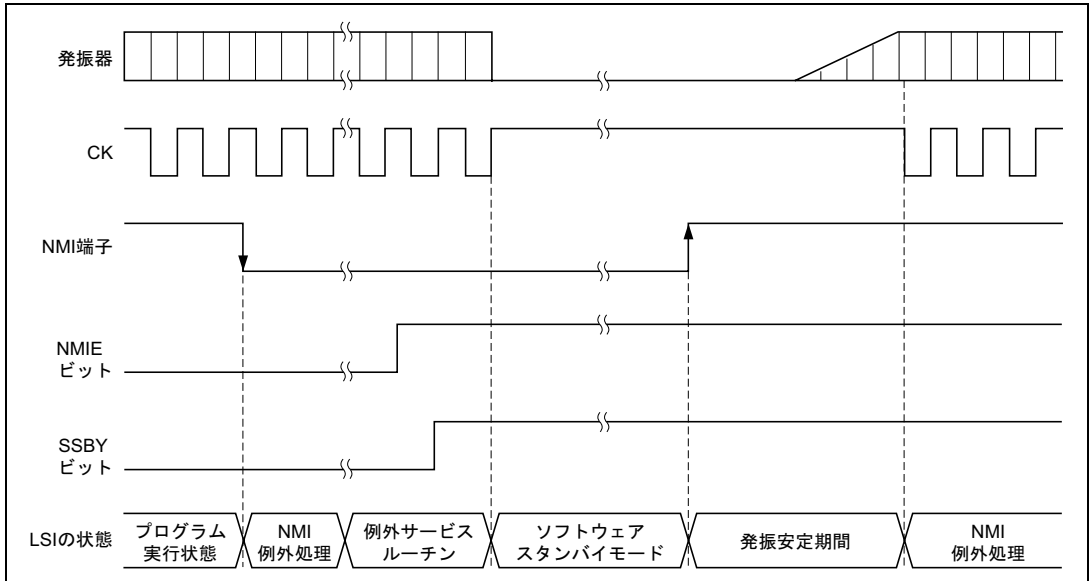 発振器
CK
NMI端子
NMIE
ビット
SSBY
ビット
LSIの状態
プログラム
実行状態
NMI
例外処理
例外サービス
ルーチン
ソフトウェア
スタンバイモード
発振安定期間
NMI
例外処理